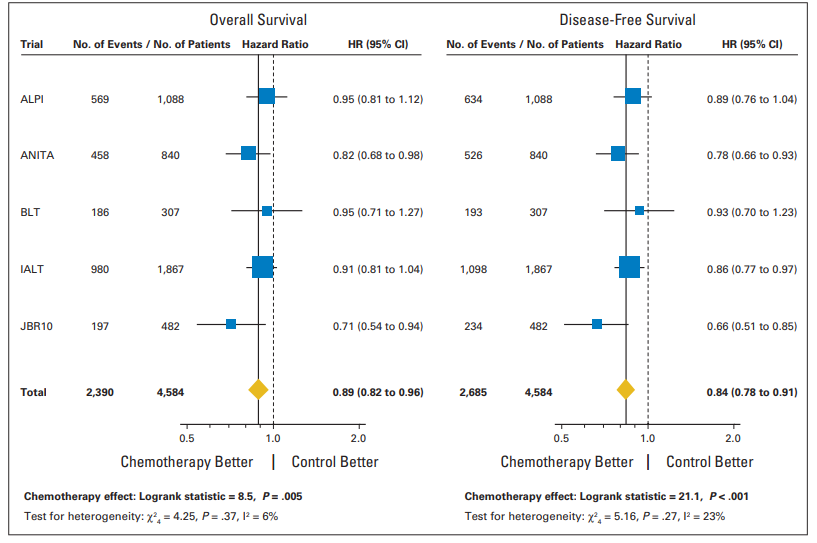 Overall Survival Disease-Free Survival
Trial No. of Events / No. of Patients Hazard Ratio HR (95% CI) No. of Events / No. of Patients Hazard Ratio HR (95% CI)
ALPI 569 1,088 0.95 (0.81 to 1.12) 634 1,088 0.89 (0.76 to 1.04)
ANITA 458 840 0.82 (0.68 to 0.98) 526 840 0.78 (0.66 to 0.93)
BLT 186 307 0.95 (0.71 to 1.27) 193 307 0.93 (0.70 to 1.23)
IALT 980 1,867 0.91 (0.81 to 1.04) 1,098 1,867 0.86 (0.77 to 0.97)
JBR10 197 482 0.71 (0.54 to 0.94) 234 482 0.66 (0.51 to 0.85)
Total 2,390 4,584 0.89 (0.82 to 0.96) 2,685 4,584 0.84 (0.78 to 0.91)
0.5 1.0 2.0 0.5 1.0 2.0
Chemotherapy Better | Control Better Chemotherapy Better | Control Better
Chemotherapy effect: Logrank statistic = 8.5, P = .005 Chemotherapy effect: Logrank statistic = 21.1, P < .001
Test for heterogeneity: χ²₄ = 4.25, P = .37, I² = 6% Test for heterogeneity: χ²₄ = 5.16, P = .27, I² = 23%